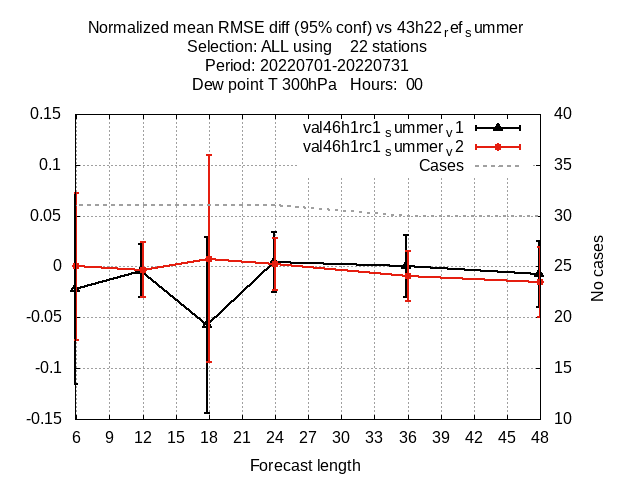 Normalized mean RMSE diff (95% conf) vs 43h22refsummer
Selection: ALL using    22 stations
Period: 20220701-20220731
Dew point T 300hPa   Hours:  00
val46h1rc1summerv1
val46h1rc1summerv2
Cases
0.15
0.1
0.05
0
-0.05
-0.1
-0.15
40
35
30
25
20
15
10
No cases
6 9 12 15 18 21 24 27 30 33 36 39 42 45 48
Forecast length